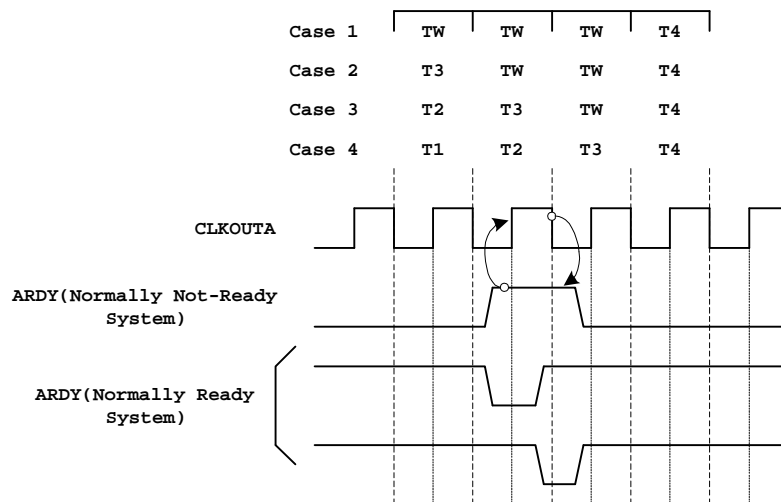 Case 1 TW TW TW T4
Case 2 T3 TW TW T4
Case 3 T2 T3 TW T4
Case 4 T1 T2 T3 T4
CLKOUTA
ARDY(Normally Not-Ready
System)
ARDY(Normally Ready
System)